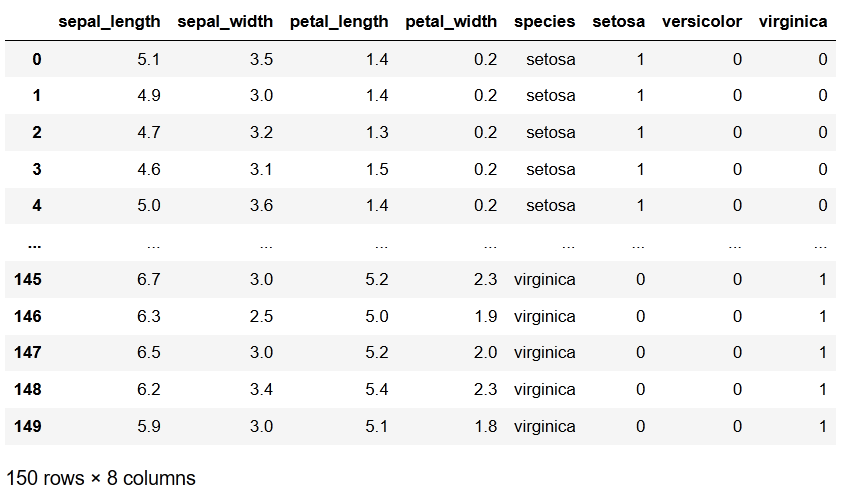 sepal_length sepal_width petal_length petal_width species setosa versicolor virginica
0 5.1 3.5 1.4 0.2 setosa 1 0 0
1 4.9 3.0 1.4 0.2 setosa 1 0 0
2 4.7 3.2 1.3 0.2 setosa 1 0 0
3 4.6 3.1 1.5 0.2 setosa 1 0 0
4 5.0 3.6 1.4 0.2 setosa 1 0 0
... ... ... ... ... ... ... ... ...
145 6.7 3.0 5.2 2.3 virginica 0 0 1
146 6.3 2.5 5.0 1.9 virginica 0 0 1
147 6.5 3.0 5.2 2.0 virginica 0 0 1
148 6.2 3.4 5.4 2.3 virginica 0 0 1
149 5.9 3.0 5.1 1.8 virginica 0 0 1
150 rows × 8 columns